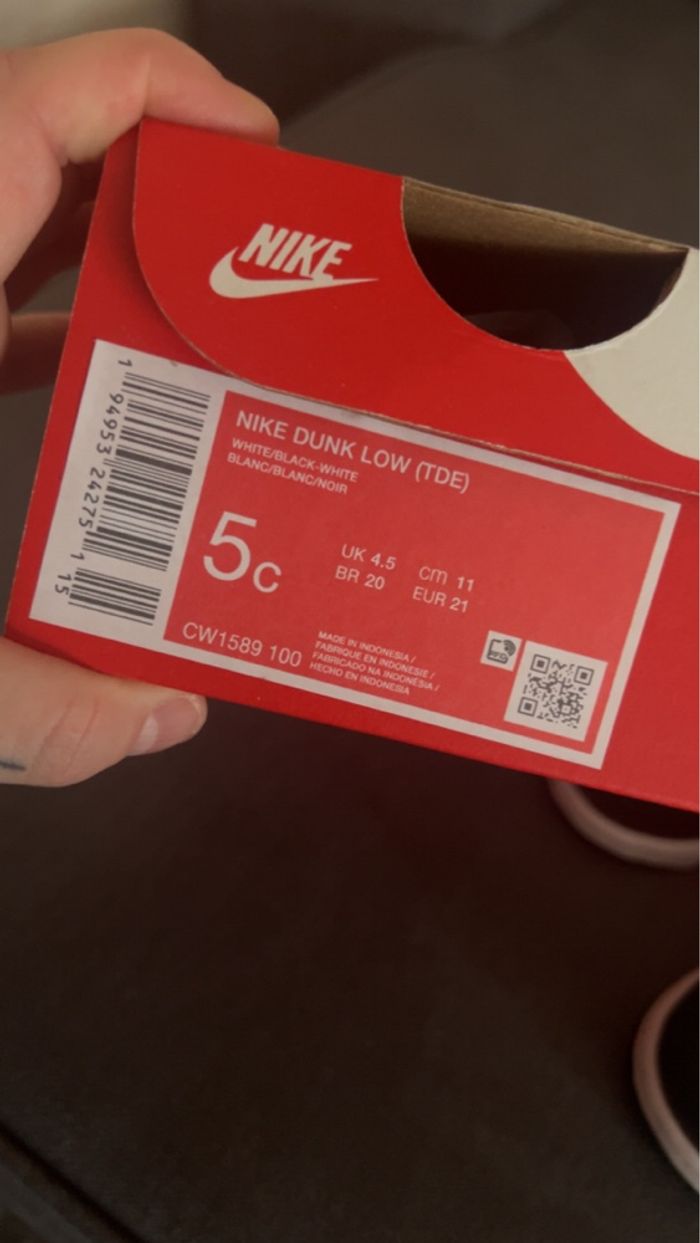 NIKE
NIKE DUNK LOW (TDE)
WHITE/BLACK-WHITE
BLANC/BLANC/NOIR
5C
UK 4.5 cm 11
BR 20 EUR 21
CW1589 100
MADE IN INDONESIA /
FABRIQUE EN INDONESIE /
FABRICADO NA INDONÉSIA /
HECHO EN INDONESIA
1 94953 24275 1 15